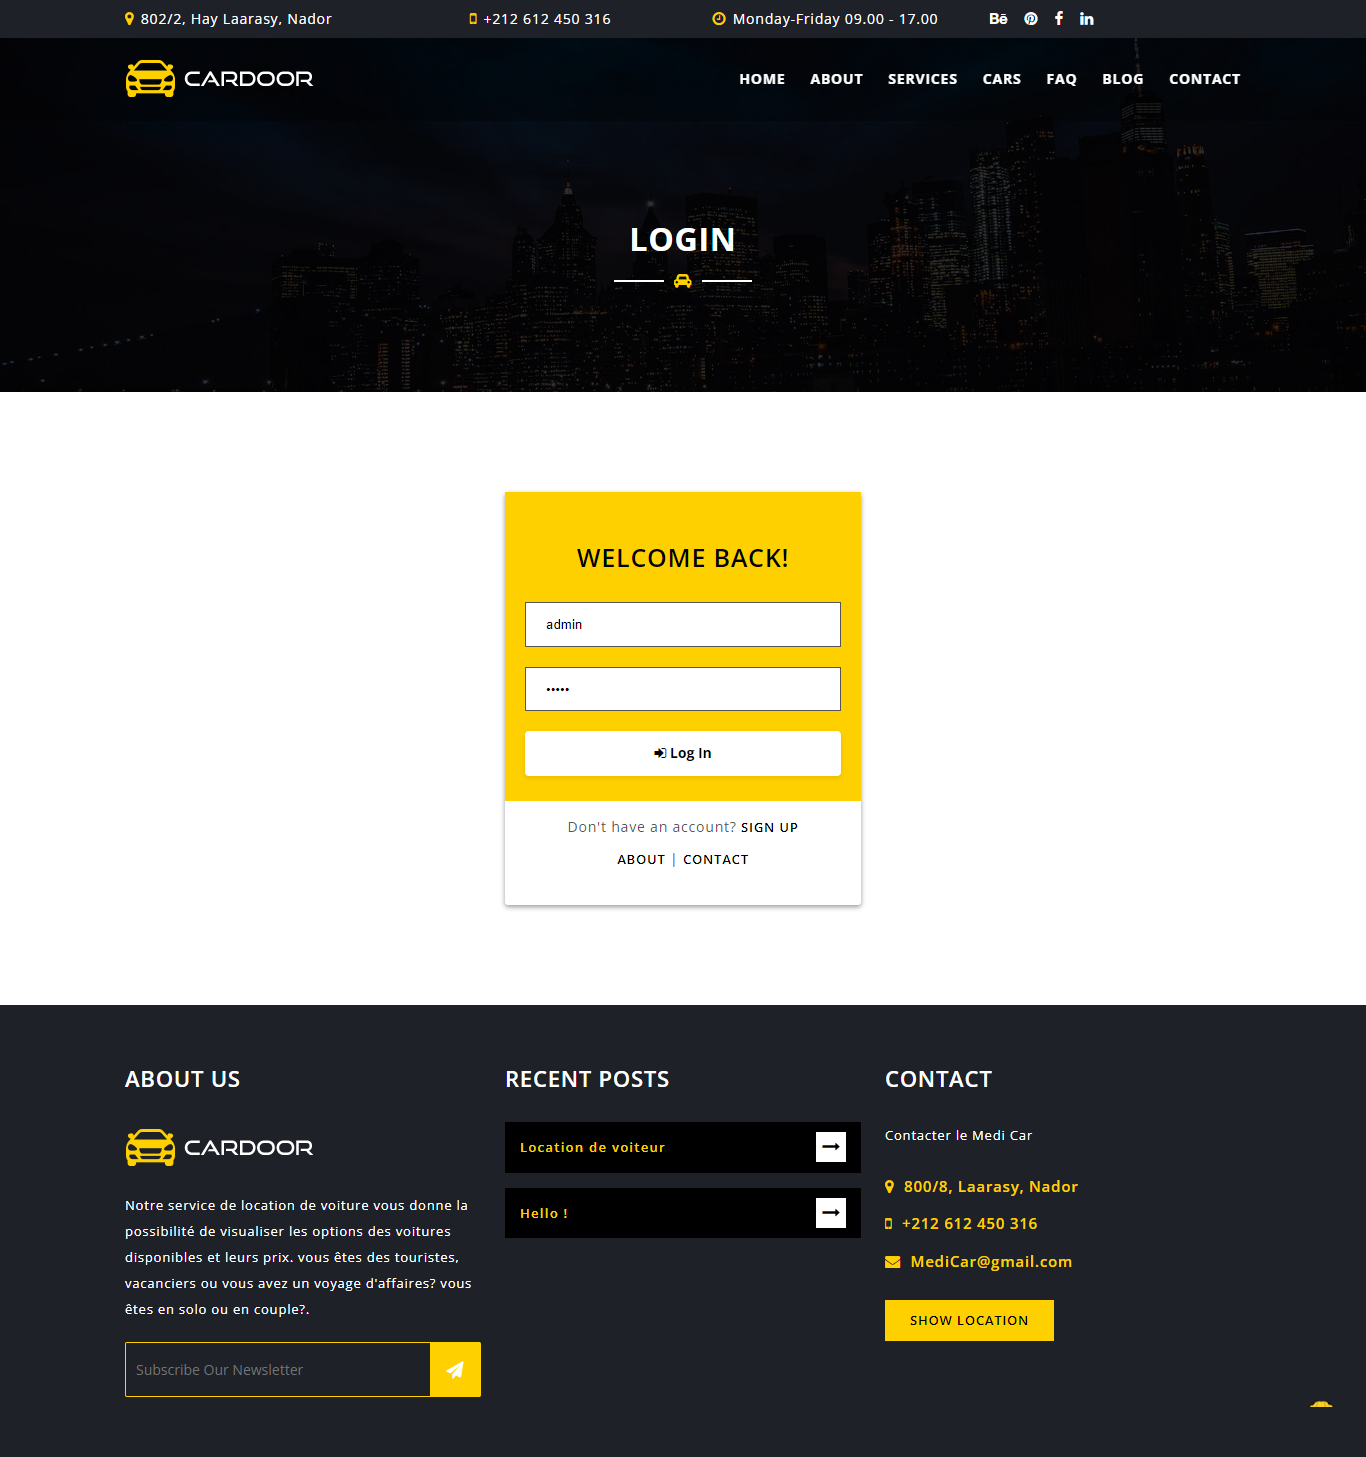 802/2, Hay Laarasy, Nador
+212 612 450 316
Monday-Friday 09.00 - 17.00
CARDOOR
HOME ABOUT SERVICES CARS FAQ BLOG CONTACT
LOGIN
WELCOME BACK!
admin
•••••
Log In
Don't have an account? SIGN UP
ABOUT | CONTACT
ABOUT US
CARDOOR
Notre service de location de voiture vous donne la
possibilité de visualiser les options des voitures
disponibles et leurs prix. vous êtes des touristes,
vacanciers ou vous avez un voyage d'affaires? vous
êtes en solo ou en couple?.
Subscribe Our Newsletter
RECENT POSTS
Location de voiteur
Hello !
CONTACT
Contacter le Medi Car
800/8, Laarasy, Nador
+212 612 450 316
MediCar@gmail.com
SHOW LOCATION